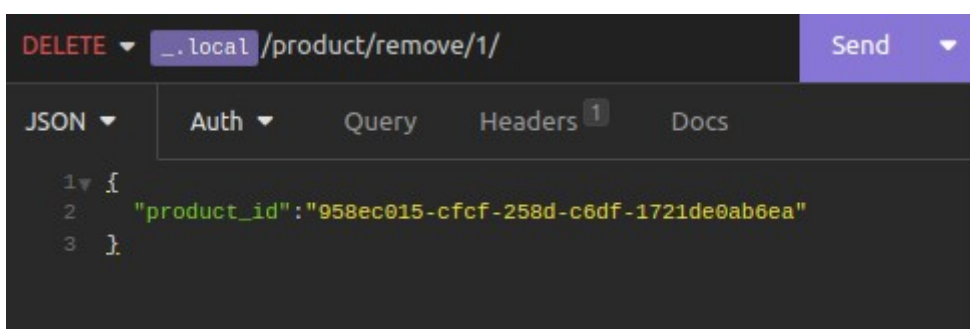 DELETE _.local /product/remove/1/ Send
JSON Auth Query Headers 1 Docs
1 {
2 "product_id":"958ec015-cfcf-258d-c6df-1721de0ab6ea"
3 }